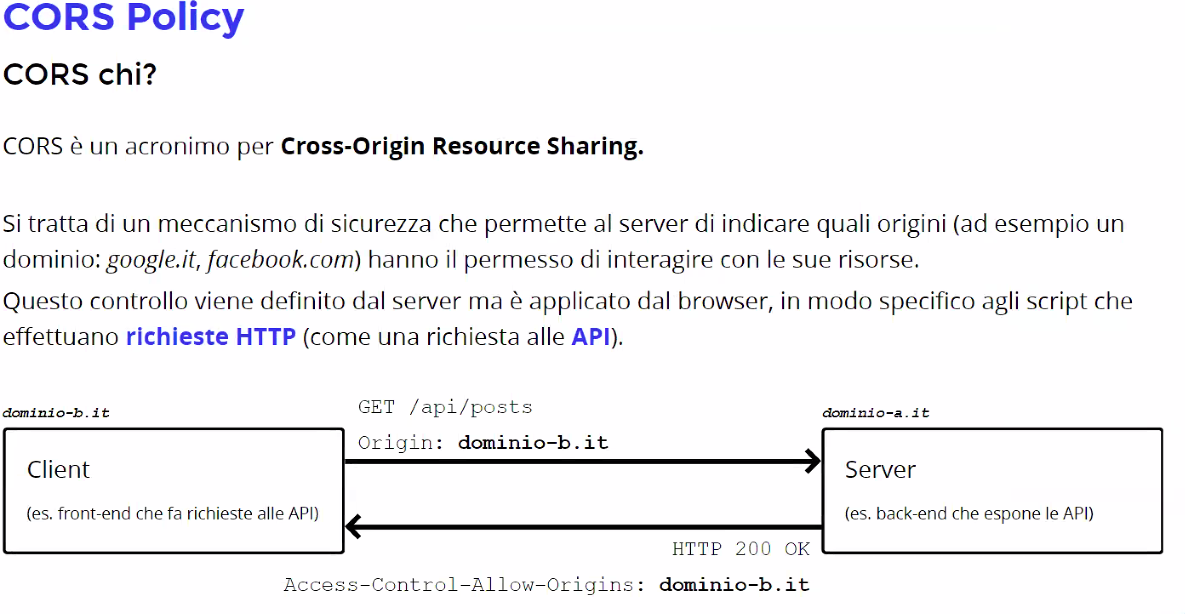 CORS Policy
CORS chi?
CORS è un acronimo per Cross-Origin Resource Sharing.
Si tratta di un meccanismo di sicurezza che permette al server di indicare quali origini (ad esempio un
dominio: google.it, facebook.com) hanno il permesso di interagire con le sue risorse.
Questo controllo viene definito dal server ma è applicato dal browser, in modo specifico agli script che
effettuano richieste HTTP (come una richiesta alle API).
dominio-b.it
Client
(es. front-end che fa richieste alle API)
GET /api/posts
Origin: dominio-b.it
dominio-a.it
Server
(es. back-end che espone le API)
HTTP 200 OK
Access-Control-Allow-Origins: dominio-b.it